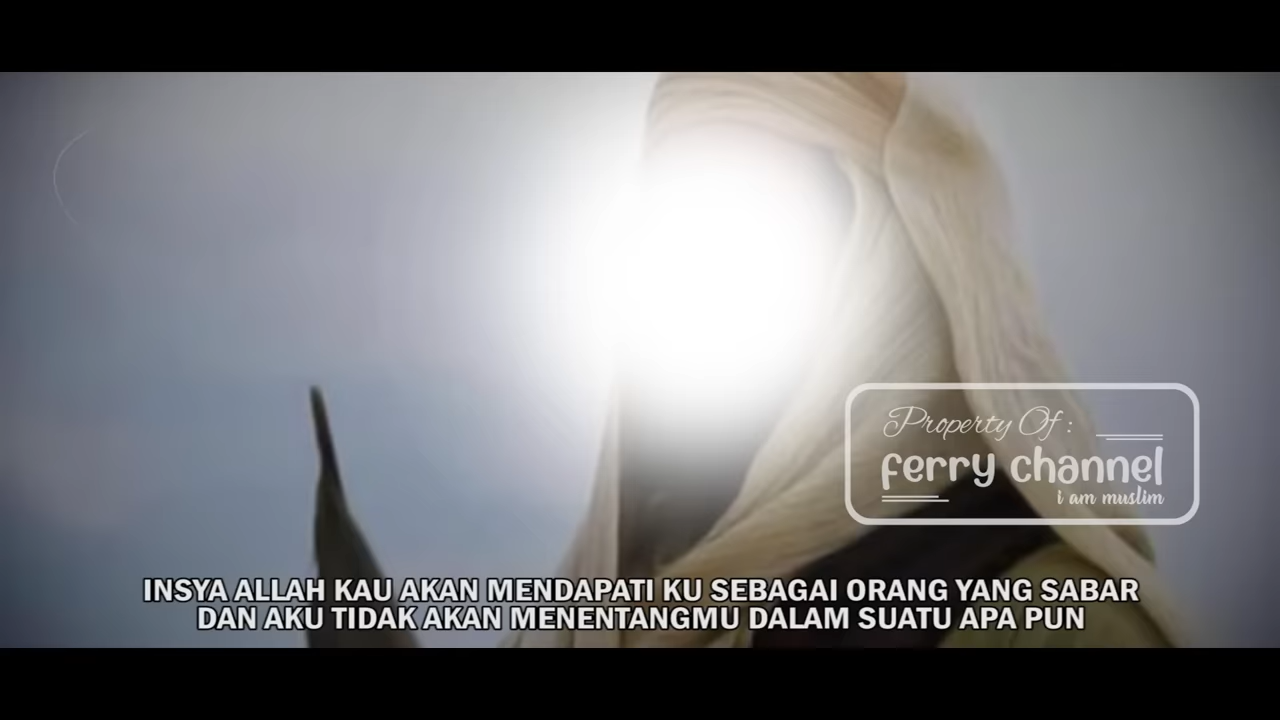 Property Of :
ferry channel
i am muslim
INSYA ALLAH KAU AKAN MENDAPATI KU SEBAGAI ORANG YANG SABAR
DAN AKU TIDAK AKAN MENENTANGMU DALAM SUATU APA PUN